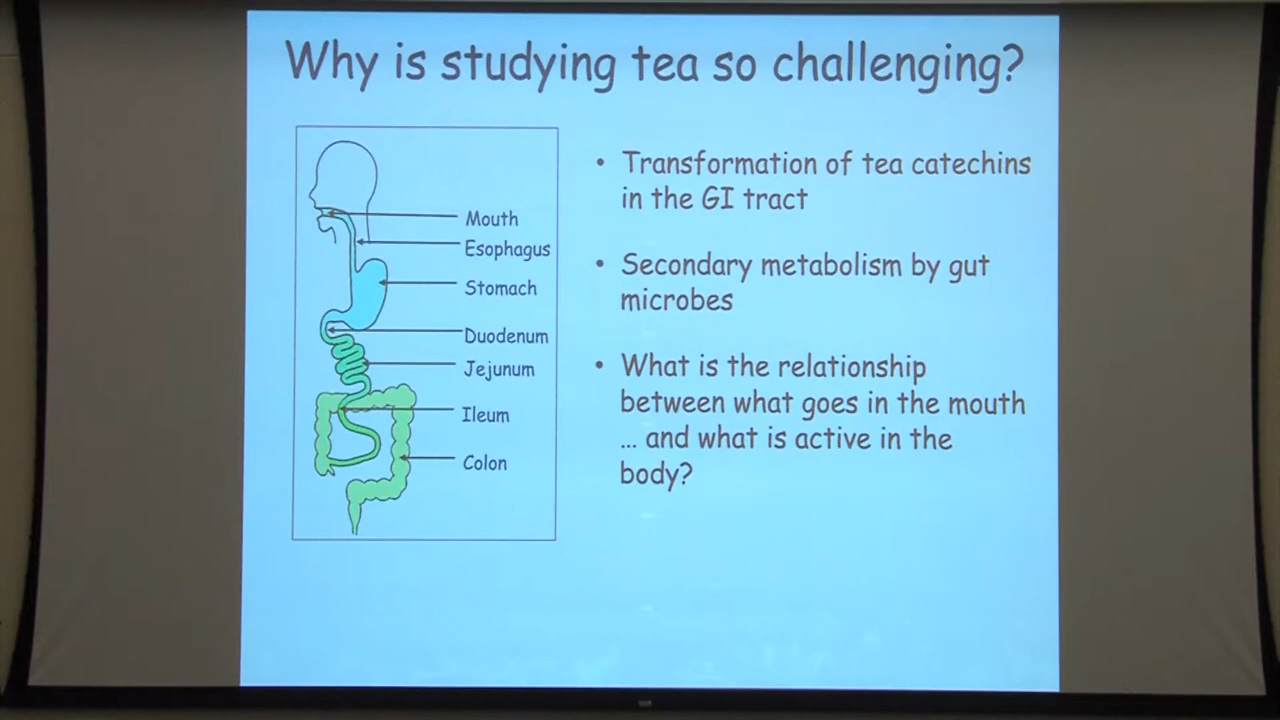 Why is studying tea so challenging?
Mouth
Esophagus
Stomach
Duodenum
Jejunum
Ileum
Colon
• Transformation of tea catechins
in the GI tract
• Secondary metabolism by gut
microbes
• What is the relationship
between what goes in the mouth
… and what is active in the
body?